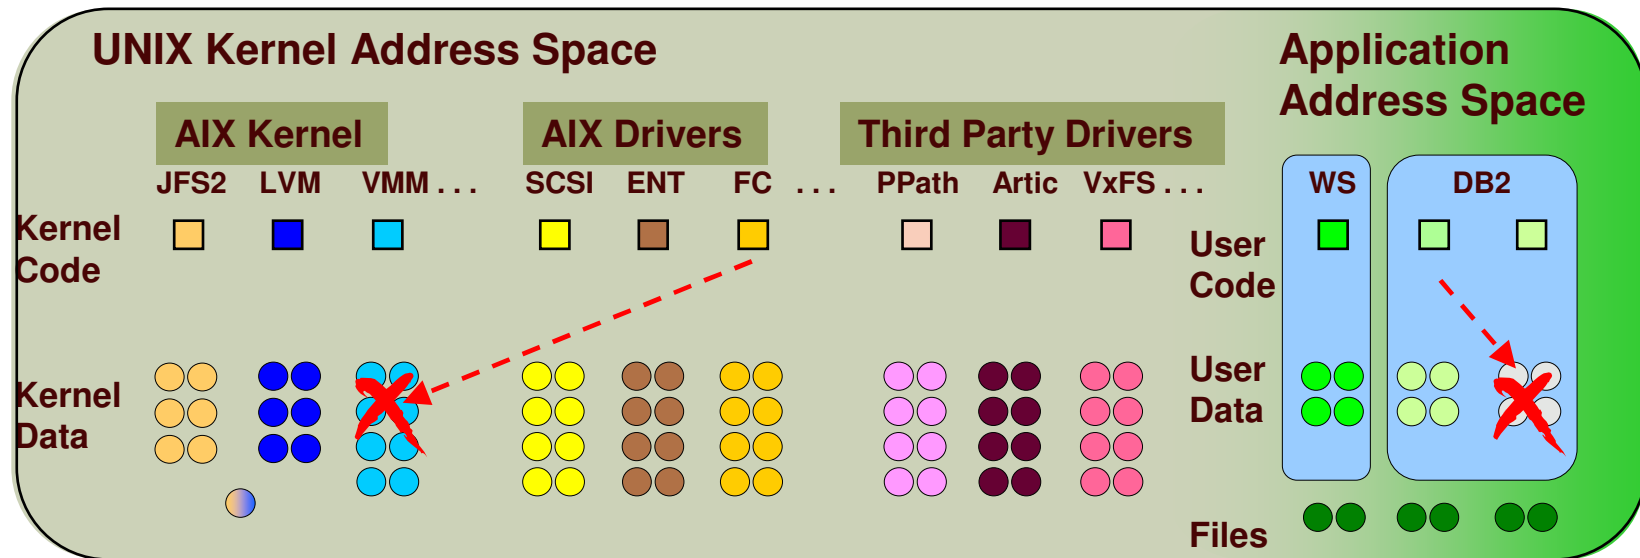 UNIX Kernel Address Space
Application
Address Space
AIX Kernel
AIX Drivers
Third Party Drivers
JFS2 LVM VMM . . .
SCSI ENT FC . . .
PPath Artic VxFS . . .
WS
DB2
Kernel
Code
User
Code
Kernel
Data
User
Data
Files